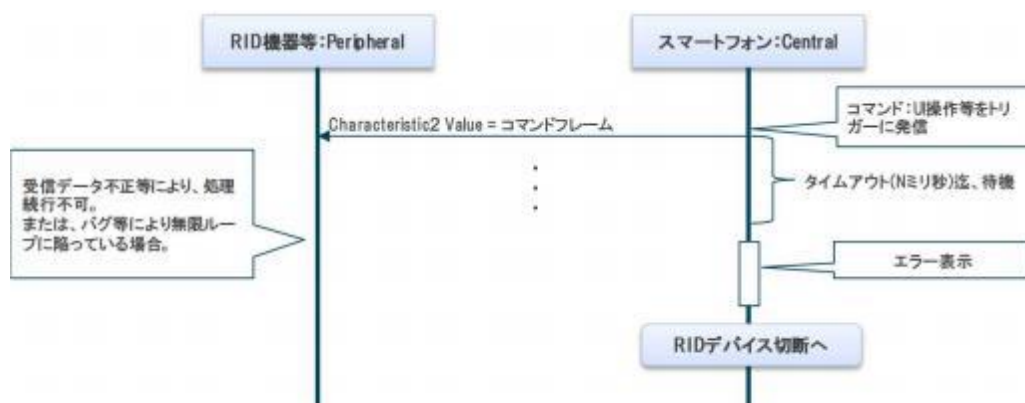 RID機器等:Peripheral
スマートフォン:Central
コマンド:UI操作等をトリ
ガーに発信
Characteristic2 Value = コマンドフレーム
タイムアウト(Nミリ秒)迄、待機
受信データ不正等により、処理
続行不可。
または、バグ等により無限ルー
プに陥っている場合。
エラー表示
RIDデバイス切断へ